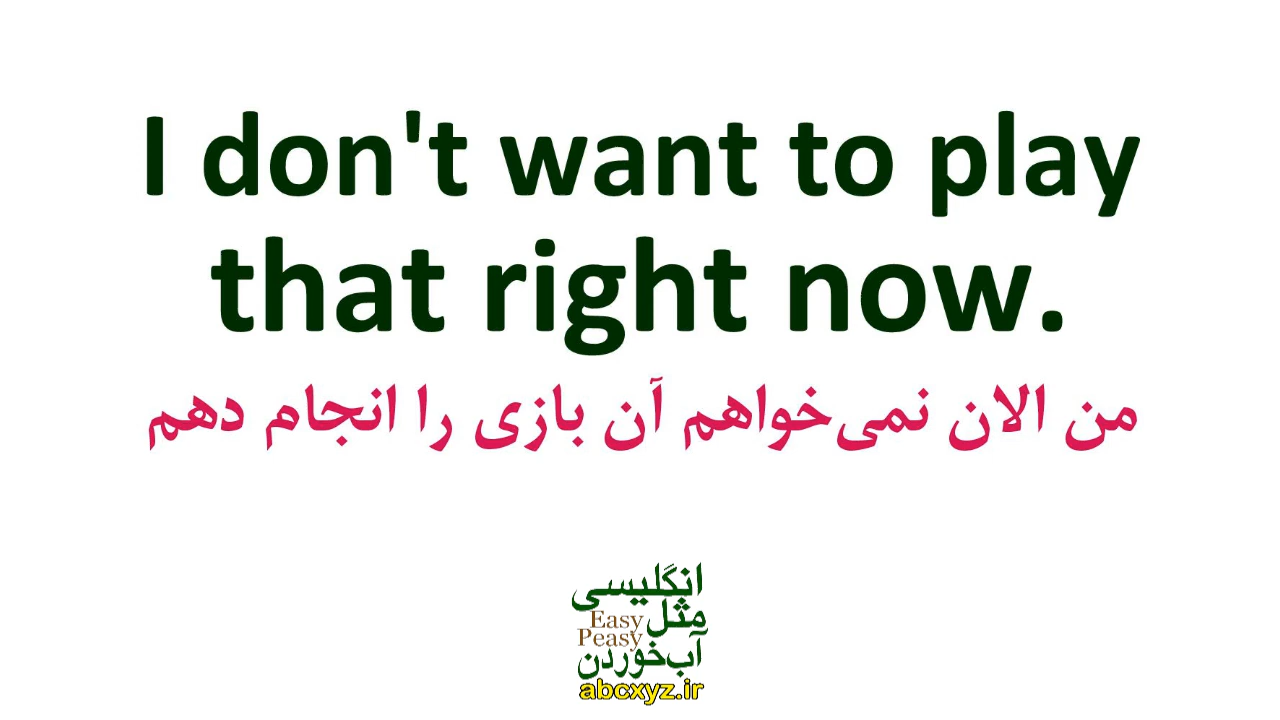 I don't want to play
that right now.
من الان نمی‌خواهم آن بازی را انجام دهم
انگلیسی
مثل
Easy
Peasy
آب‌خوردن
abcxyz.ir